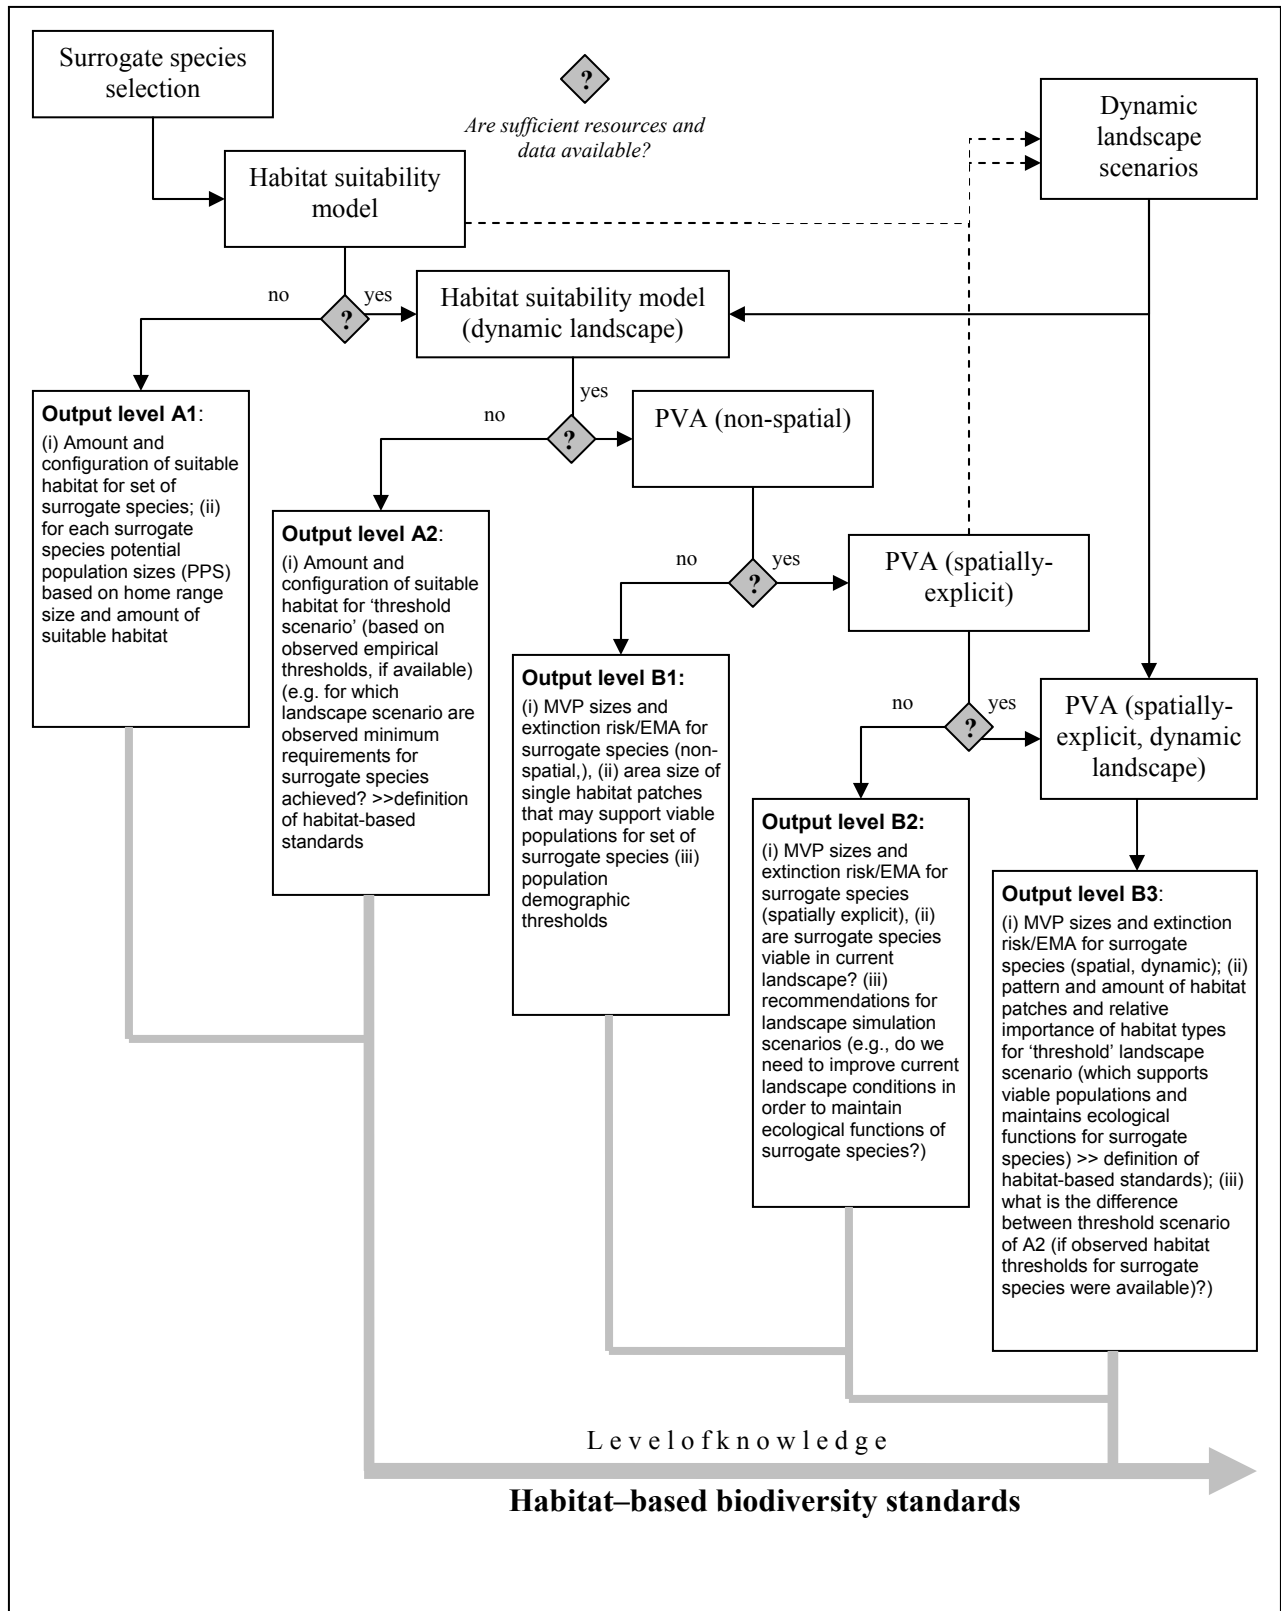 Surrogate species
selection
?
Are sufficient resources and
data available?
Dynamic
landscape
scenarios
Habitat suitability
model
no
yes
?
Habitat suitability model
(dynamic landscape)
Output level A1:
(i) Amount and
configuration of suitable
habitat for set of
surrogate species; (ii)
for each surrogate
species potential
population sizes (PPS)
based on home range
size and amount of
suitable habitat
no
yes
?
PVA (non-spatial)
Output level A2:
(i) Amount and
configuration of suitable
habitat for ‘threshold
scenario’ (based on
observed empirical
thresholds, if available)
(e.g. for which
landscape scenario are
observed minimum
requirements for
surrogate species
achieved? >>definition
of habitat-based
standards
no
yes
?
PVA (spatially-
explicit)
Output level B1:
(i) MVP sizes and
extinction risk/EMA for
surrogate species (non-
spatial,), (ii) area size of
single habitat patches
that may support viable
populations for set of
surrogate species (iii)
population
demographic
thresholds
no
yes
?
PVA (spatially-
explicit, dynamic
landscape)
Output level B2:
(i) MVP sizes and
extinction risk/EMA for
surrogate species
(spatially explicit), (ii)
are surrogate species
viable in current
landscape? (iii)
recommendations for
landscape simulation
scenarios (e.g., do we
need to improve current
landscape conditions in
order to maintain
ecological functions of
surrogate species?)
Output level B3:
(i) MVP sizes and extinction
risk/EMA for surrogate
species (spatial, dynamic); (ii)
pattern and amount of habitat
patches and relative
importance of habitat types
for ‘threshold’ landscape
scenario (which supports
viable populations and
maintains ecological
functions for surrogate
species) >> definition of
habitat-based standards); (iii)
what is the difference
between threshold scenario
of A2 (if observed habitat
thresholds for surrogate
species were available)?)
L e v e l o f k n o w l e d g e
Habitat–based biodiversity standards